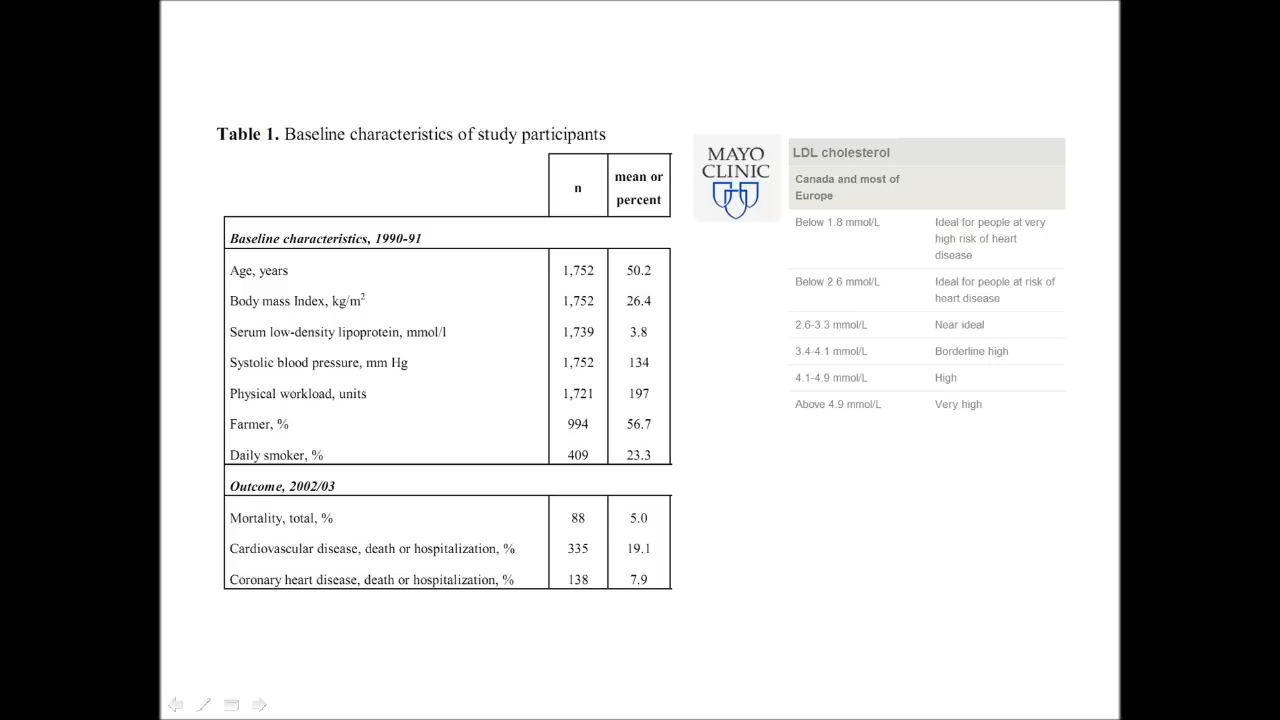 Table 1. Baseline characteristics of study participants
n mean or percent
Baseline characteristics, 1990-91
Age, years 1,752 50.2
Body mass Index, kg/m² 1,752 26.4
Serum low-density lipoprotein, mmol/l 1,739 3.8
Systolic blood pressure, mm Hg 1,752 134
Physical workload, units 1,721 197
Farmer, % 994 56.7
Daily smoker, % 409 23.3
Outcome, 2002/03
Mortality, total, % 88 5.0
Cardiovascular disease, death or hospitalization, % 335 19.1
Coronary heart disease, death or hospitalization, % 138 7.9
MAYO
CLINIC
LDL cholesterol
Canada and most of
Europe
Below 1.8 mmol/L Ideal for people at very
high risk of heart
disease
Below 2.6 mmol/L Ideal for people at risk of
heart disease
2.6-3.3 mmol/L Near ideal
3.4-4.1 mmol/L Borderline high
4.1-4.9 mmol/L High
Above 4.9 mmol/L Very high